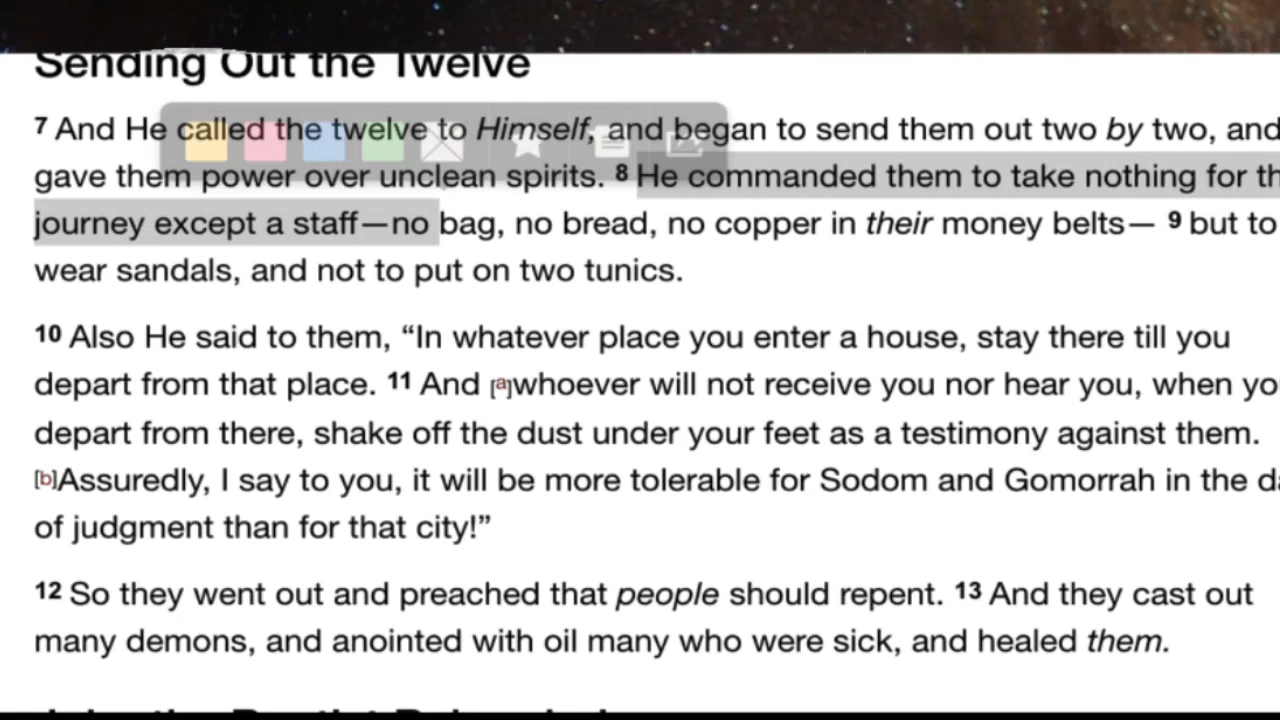 Sending Out the Twelve
7 And He called the twelve to Himself, and began to send them out two by two, and
gave them power over unclean spirits. 8 He commanded them to take nothing for
journey except a staff—no bag, no bread, no copper in their money belts— 9 but to
wear sandals, and not to put on two tunics.
10 Also He said to them, “In whatever place you enter a house, stay there till you
depart from that place. 11 And [a]whoever will not receive you nor hear you, when
depart from there, shake off the dust under your feet as a testimony against them.
[b]Assuredly, I say to you, it will be more tolerable for Sodom and Gomorrah in the
of judgment than for that city!”
12 So they went out and preached that people should repent. 13 And they cast out
many demons, and anointed with oil many who were sick, and healed them.